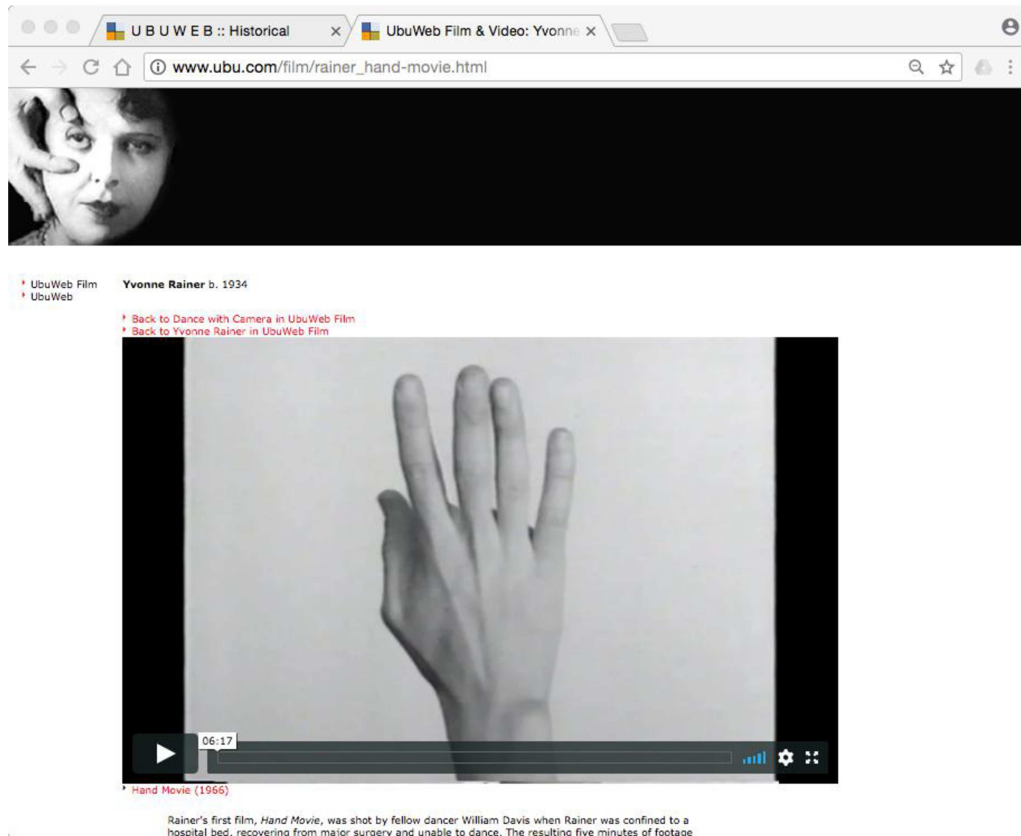 U B U W E B :: Historical
UbuWeb Film & Video: Yvonne
www.ubu.com/film/rainer_hand-movie.html
UbuWeb Film
UbuWeb
Yvonne Rainer b. 1934
Back to Dance with Camera in UbuWeb Film
Back to Yvonne Rainer in UbuWeb Film
06:17
Hand Movie (1966)
Rainer's first film, Hand Movie, was shot by fellow dancer William Davis when Rainer was confined to a
hospital bed, recovering from major surgery and unable to dance. The resulting five minutes of footage